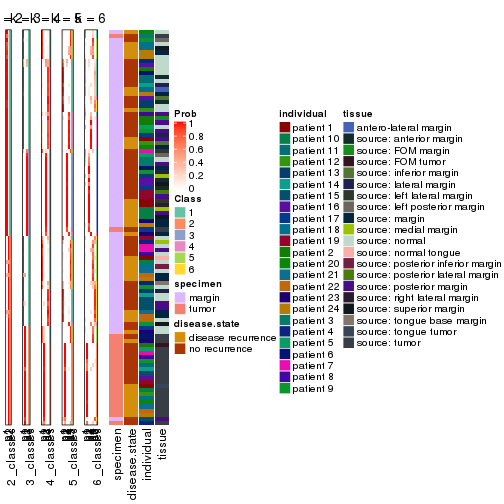 Prob
1
0.8
0.6
0.4
0.2
0
Class
1
2
3
4
5
6
specimen
margin
tumor
disease.state
disease recurrence
no recurrence
individual
patient 1
patient 10
patient 11
patient 12
patient 13
patient 14
patient 15
patient 16
patient 17
patient 18
patient 19
patient 2
patient 20
patient 21
patient 22
patient 23
patient 24
patient 3
patient 4
patient 5
patient 6
patient 7
patient 8
patient 9
tissue
antero-lateral margin
source: anterior margin
source: FOM margin
source: FOM tumor
source: inferior margin
source: lateral margin
source: left lateral margin
source: left posterior margin
source: margin
source: medial margin
source: normal
source: normal tongue
source: posterior inferior margin
source: posterior lateral margin
source: posterior margin
source: right lateral margin
source: superior margin
source: tongue base margin
source: tongue tumor
source: tumor
2_classes
3_classes
4_classes
5_classes
6_classes
specimen
disease.state
individual
tissue